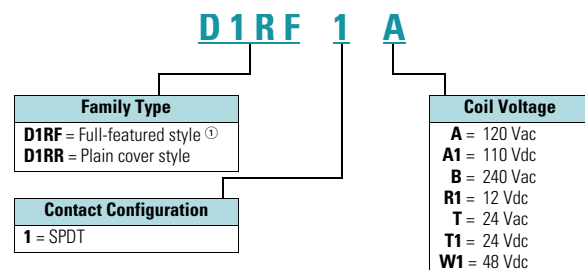 D1RF 1 A
Family Type
D1RF = Full-featured style ①
D1RR = Plain cover style
Contact Configuration
1 = SPDT
Coil Voltage
A = 120 Vac
A1 = 110 Vdc
B = 240 Vac
R1 = 12 Vdc
T = 24 Vac
T1 = 24 Vdc
W1 = 48 Vdc